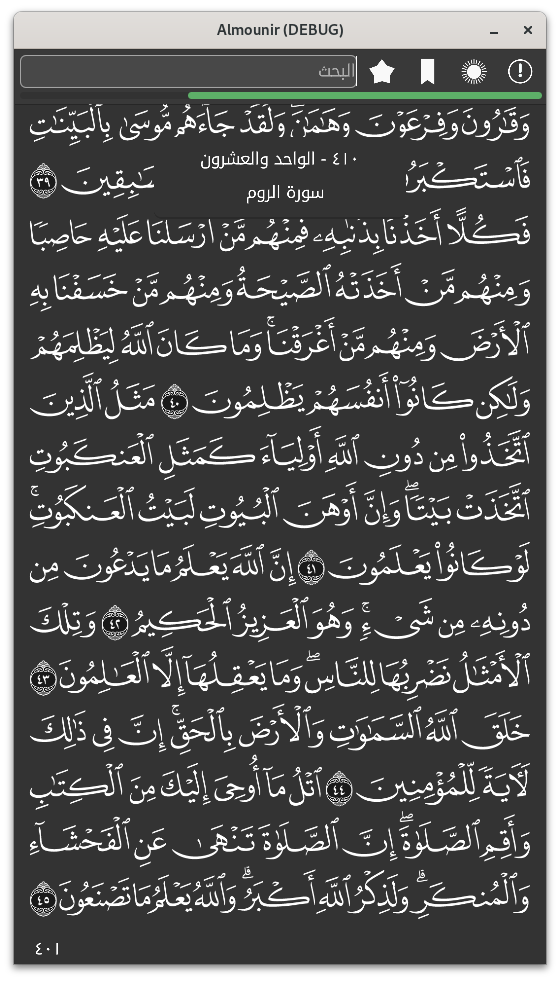 Almounir (DEBUG)
البحث
وَقَٰرُونَ وَفِرۡعَوۡنَ وَهَٰمَٰنَۖ وَلَقَدۡ جَآءَهُم مُّوسَىٰ بِٱلۡبَيِّنَٰتِ
٤١٠ - الواحد والعشرون
فَٱسۡتَكۡبَرُ سَٰبِقِينَ ٣٩
سورة الروم
فَكُلًّا أَخَذۡنَا بِذَنۢبِهِۦۖ فَمِنۡهُم مَّنۡ أَرۡسَلۡنَا عَلَيۡهِ حَاصِبٗا
وَمِنۡهُم مَّنۡ أَخَذَتۡهُ ٱلصَّيۡحَةُ وَمِنۡهُم مَّنۡ خَسَفۡنَا بِهِ
ٱلۡأَرۡضَ وَمِنۡهُم مَّنۡ أَغۡرَقۡنَاۚ وَمَا كَانَ ٱللَّهُ لِيَظۡلِمَهُمۡ
وَلَٰكِن كَانُوٓاْ أَنفُسَهُمۡ يَظۡلِمُونَ ٤٠ مَثَلُ ٱلَّذِينَ
ٱتَّخَذُواْ مِن دُونِ ٱللَّهِ أَوۡلِيَآءَ كَمَثَلِ ٱلۡعَنكَبُوتِ
ٱتَّخَذَتۡ بَيۡتٗاۖ وَإِنَّ أَوۡهَنَ ٱلۡبُيُوتِ لَبَيۡتُ ٱلۡعَنكَبُوتِۚ
لَوۡ كَانُواْ يَعۡلَمُونَ ٤١ إِنَّ ٱللَّهَ يَعۡلَمُ مَا يَدۡعُونَ مِن
دُونِهِۦ مِن شَيۡءٖۚ وَهُوَ ٱلۡعَزِيزُ ٱلۡحَكِيمُ ٤٢ وَتِلۡكَ
ٱلۡأَمۡثَٰلُ نَضۡرِبُهَا لِلنَّاسِۖ وَمَا يَعۡقِلُهَآ إِلَّا ٱلۡعَٰلِمُونَ ٤٣
خَلَقَ ٱللَّهُ ٱلسَّمَٰوَٰتِ وَٱلۡأَرۡضَ بِٱلۡحَقِّۚ إِنَّ فِي ذَٰلِكَ
لَأٓيَةٗ لِّلۡمُؤۡمِنِينَ ٤٤ ٱتۡلُ مَآ أُوحِيَ إِلَيۡكَ مِنَ ٱلۡكِتَٰبِ
وَأَقِمِ ٱلصَّلَوٰةَۖ إِنَّ ٱلصَّلَوٰةَ تَنۡهَىٰ عَنِ ٱلۡفَحۡشَآءِ
وَٱلۡمُنكَرِۗ وَلَذِكۡرُ ٱللَّهِ أَكۡبَرُۗ وَٱللَّهُ يَعۡلَمُ مَا تَصۡنَعُونَ ٤٥
٤٠١